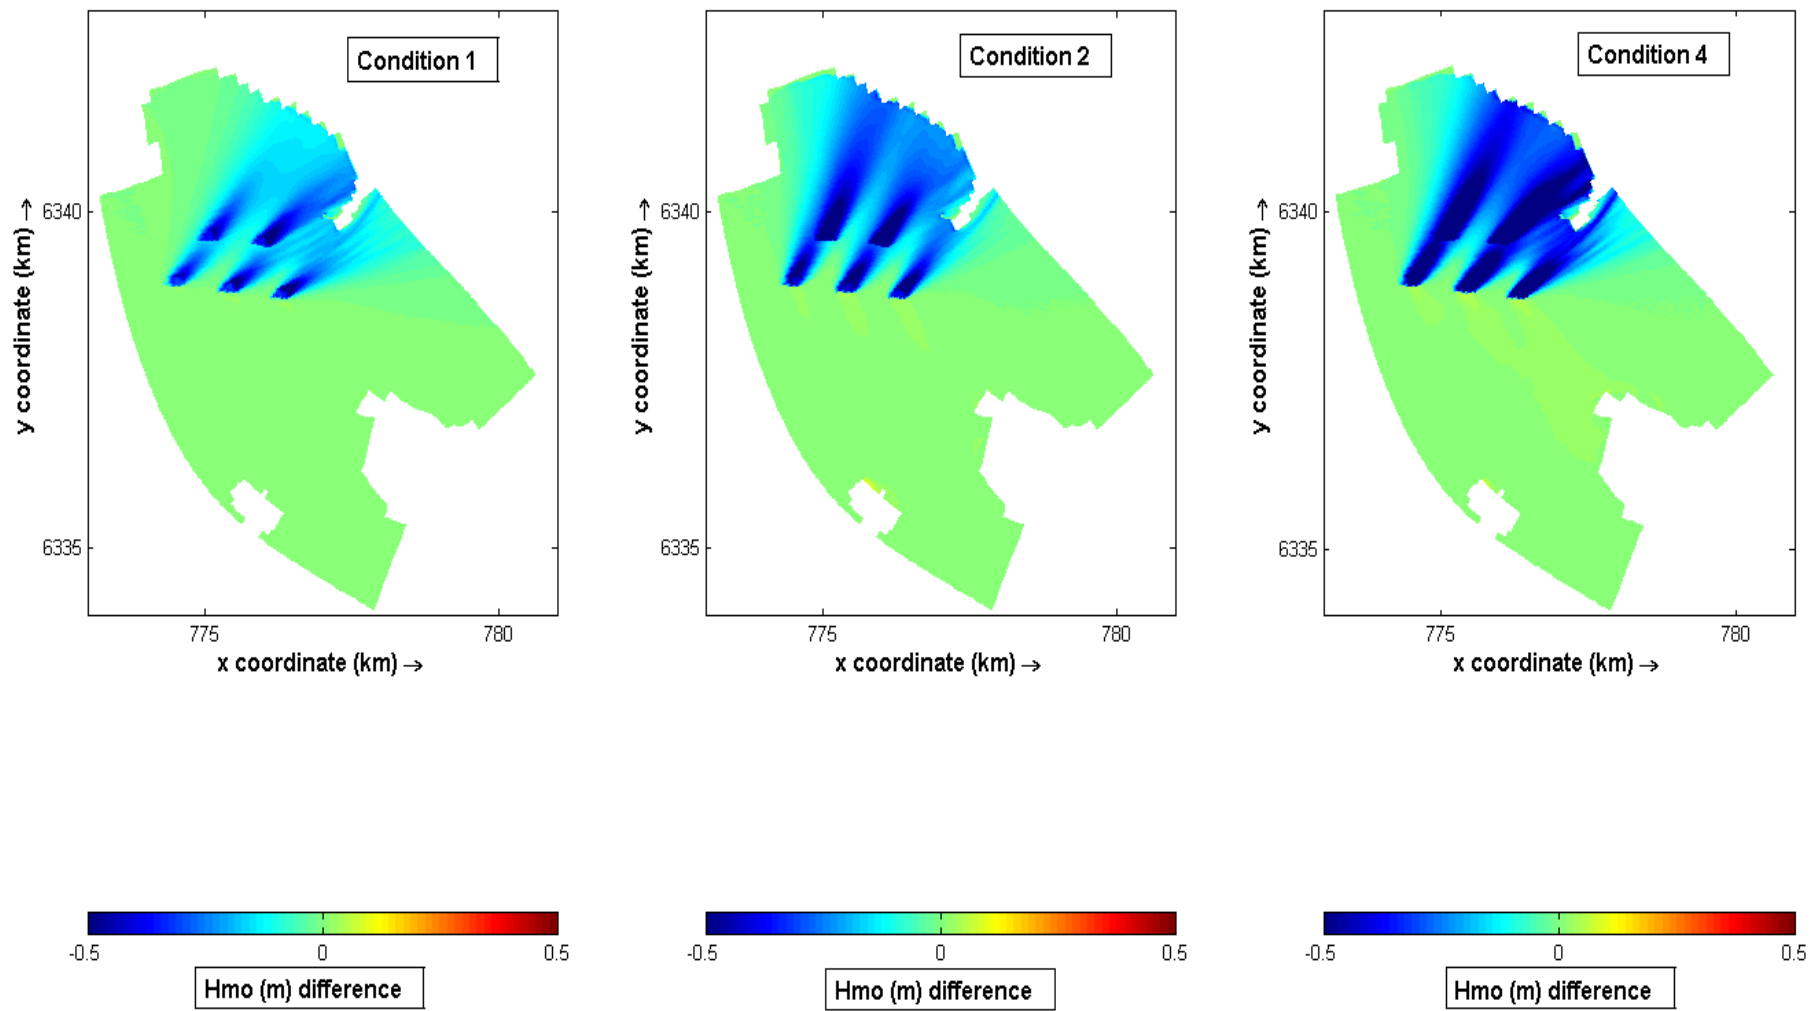 Condition 1
6340
6335
775
780
y coordinate (km) →
x coordinate (km) →
-0.5
0
0.5
Hmo (m) difference
Condition 2
6340
6335
775
780
y coordinate (km) →
x coordinate (km) →
-0.5
0
0.5
Hmo (m) difference
Condition 4
6340
6335
775
780
y coordinate (km) →
x coordinate (km) →
-0.5
0
0.5
Hmo (m) difference